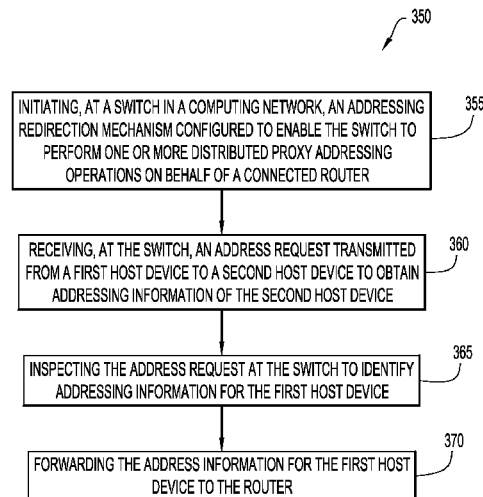 350
INITIATING, AT A SWITCH IN A COMPUTING NETWORK, AN ADDRESSING
REDIRECTION MECHANISM CONFIGURED TO ENABLE THE SWITCH TO
PERFORM ONE OR MORE DISTRIBUTED PROXY ADDRESSING
OPERATIONS ON BEHALF OF A CONNECTED ROUTER
355
RECEIVING, AT THE SWITCH, AN ADDRESS REQUEST TRANSMITTED
FROM A FIRST HOST DEVICE TO A SECOND HOST DEVICE TO OBTAIN
ADDRESSING INFORMATION OF THE SECOND HOST DEVICE
360
INSPECTING THE ADDRESS REQUEST AT THE SWITCH TO IDENTIFY
ADDRESSING INFORMATION FOR THE FIRST HOST DEVICE
365
FORWARDING THE ADDRESS INFORMATION FOR THE FIRST HOST
DEVICE TO THE ROUTER
370